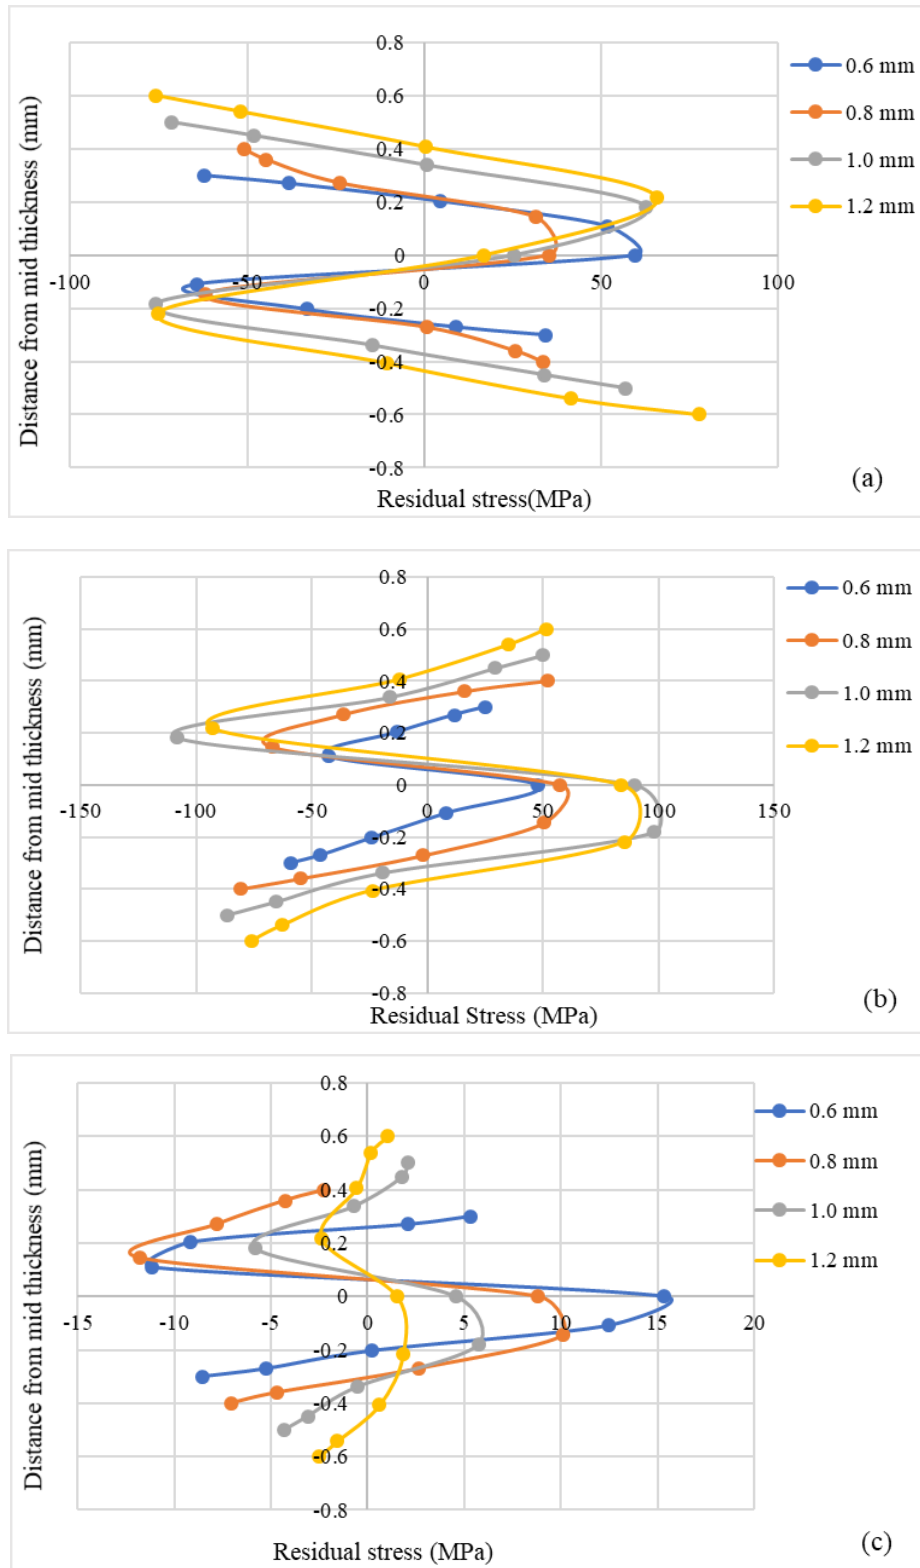 0.8
0.6 mm
0.6
0.8 mm
0.4
1.0 mm
0.2
1.2 mm
0
-100
-50
0
50
100
-0.2
-0.4
-0.6
-0.8
Distance from mid thickness (mm)
Residual stress(MPa)
(a)
0.8
0.6 mm
0.6
0.8 mm
0.4
1.0 mm
0.2
1.2 mm
0
-150
-100
-50
0
50
100
150
-0.2
-0.4
-0.6
-0.8
Distance from mid thickness (mm)
Residual Stress (MPa)
(b)
0.8
0.6 mm
0.6
0.8 mm
0.4
1.0 mm
0.2
1.2 mm
0
-15
-10
-5
0
5
10
15
20
-0.2
-0.4
-0.6
-0.8
Distance from mid thickness (mm)
Residual stress (MPa)
(c)